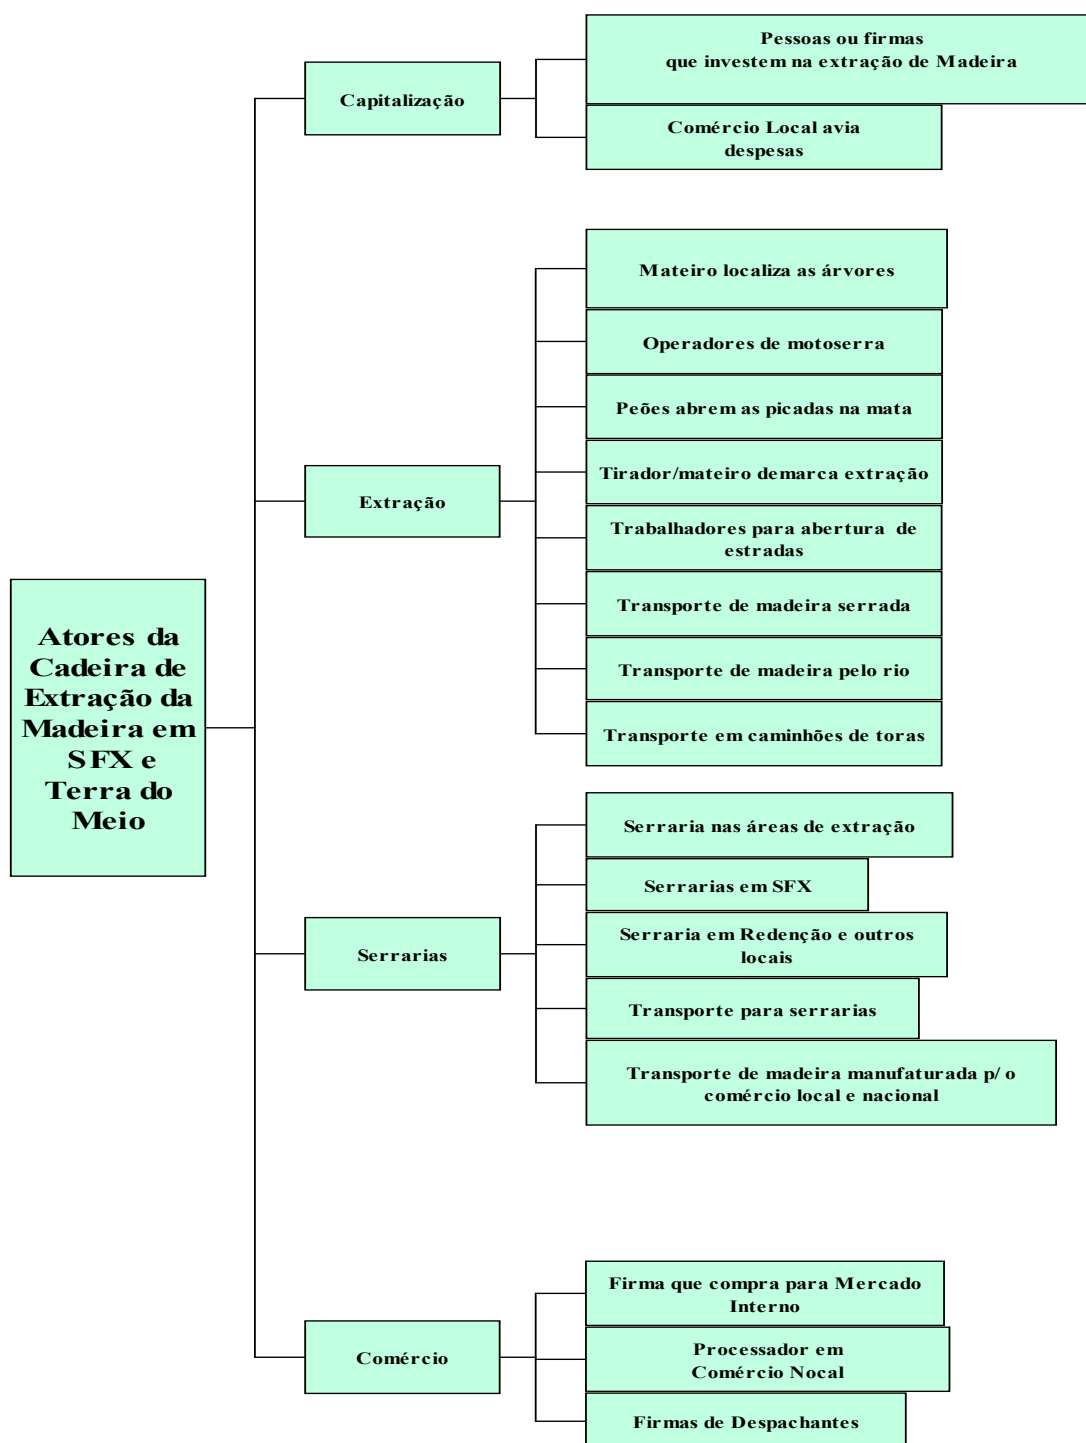 Pessoas ou firmas
que investem na extração de Madeira
Capitalização
Comércio Local avia
despesas
Mateiro localiza as árvores
Operadores de motoserra
Peões abrem as picadas na mata
Tirador/mateiro demarca extração
Extração
Trabalhadores para abertura de
estradas
Transporte de madeira serrada
Transporte de madeira pelo rio
Transporte em caminhões de toras
Atores da
Cadeira de
Extração da
Madeira em
SFX e
Terra do
Meio
Serraria nas áreas de extração
Serrarias em SFX
Serraria em Redenção e outros
locais
Serrarias
Transporte para serrarias
Transporte de madeira manufaturada p/ o
comércio local e nacional
Firma que compra para Mercado
Interno
Processador em
Comércio Nocal
Comércio
Firmas de Despachantes